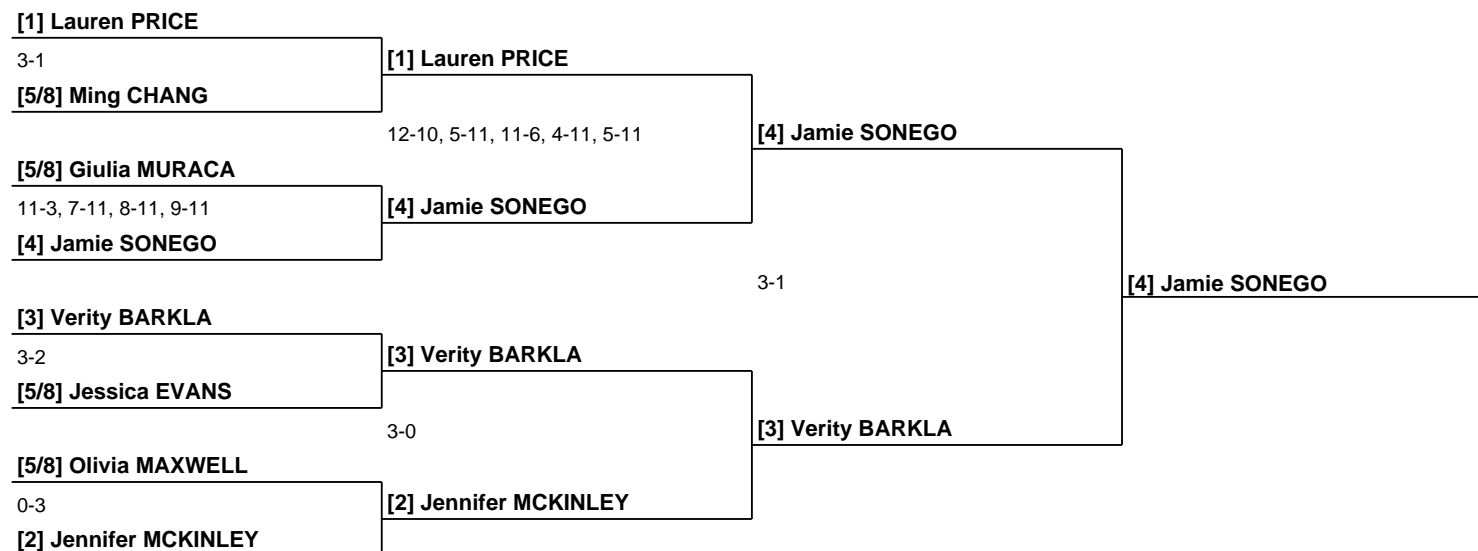 [1] Lauren PRICE
3-1
[1] Lauren PRICE
[5/8] Ming CHANG
12-10, 5-11, 11-6, 4-11, 5-11
[4] Jamie SONEGO
[5/8] Giulia MURACA
11-3, 7-11, 8-11, 9-11
[4] Jamie SONEGO
[4] Jamie SONEGO
3-1
[4] Jamie SONEGO
[3] Verity BARKLA
3-2
[3] Verity BARKLA
[5/8] Jessica EVANS
3-0
[3] Verity BARKLA
[5/8] Olivia MAXWELL
0-3
[2] Jennifer MCKINLEY
[2] Jennifer MCKINLEY